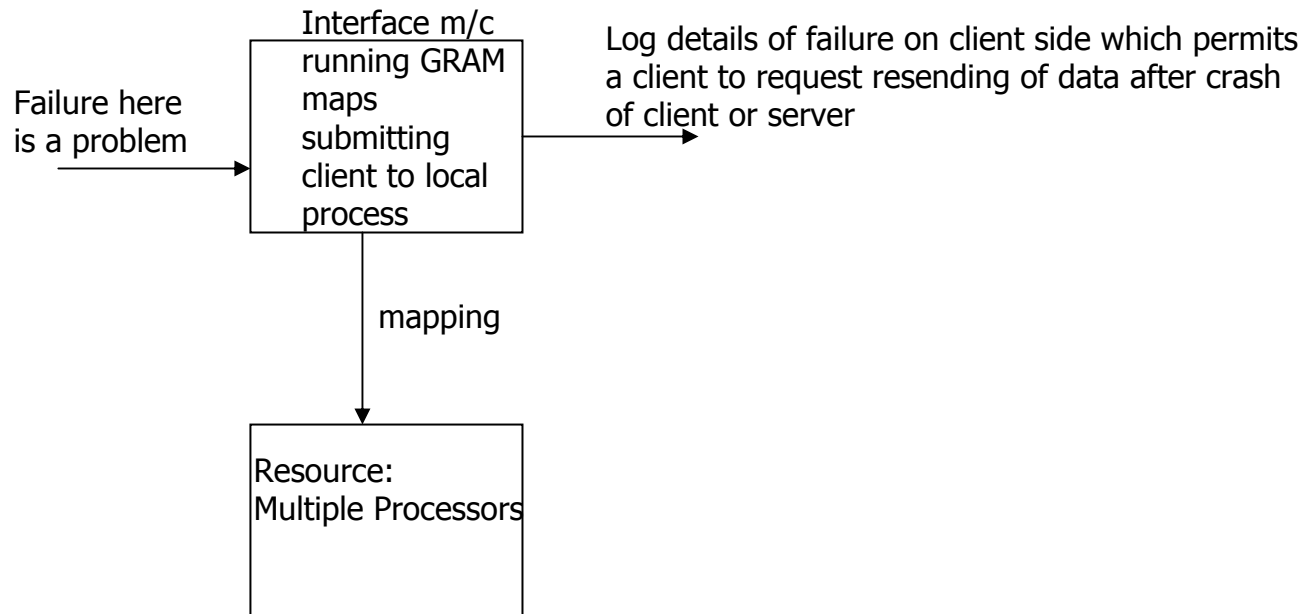 Interface m/c
running GRAM
maps
submitting
client to local
process
Log details of failure on client side which permits
a client to request resending of data after crash
of client or server
Failure here
is a problem
mapping
Resource:
Multiple Processors